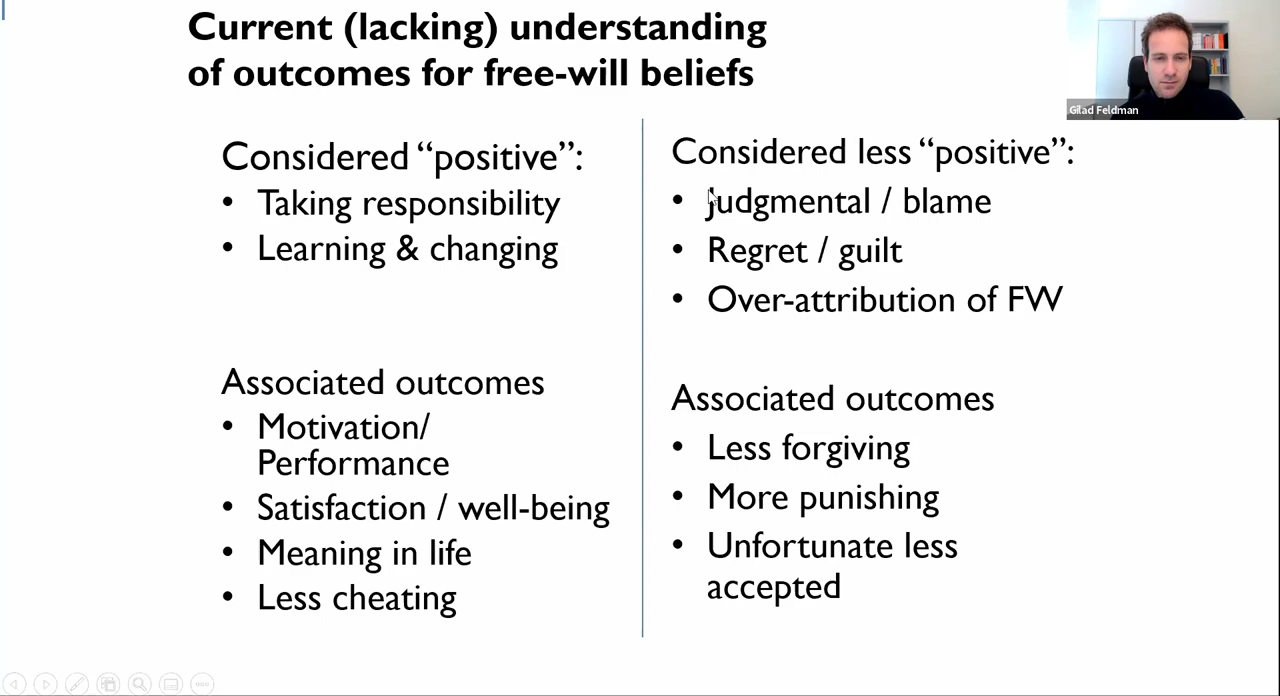 Current (lacking) understanding
of outcomes for free-will beliefs
Gilad Feldman
Considered “positive”:
• Taking responsibility
• Learning & changing
Associated outcomes
• Motivation/
Performance
• Satisfaction / well-being
• Meaning in life
• Less cheating
Considered less “positive”:
• Judgmental / blame
• Regret / guilt
• Over-attribution of FW
Associated outcomes
• Less forgiving
• More punishing
• Unfortunate less
accepted